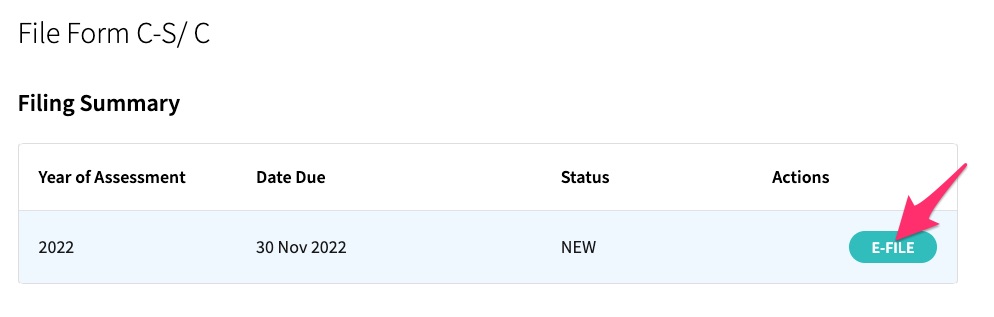 File Form C-S/ C
Filing Summary
Year of Assessment Date Due Status Actions
2022 30 Nov 2022 NEW E-FILE